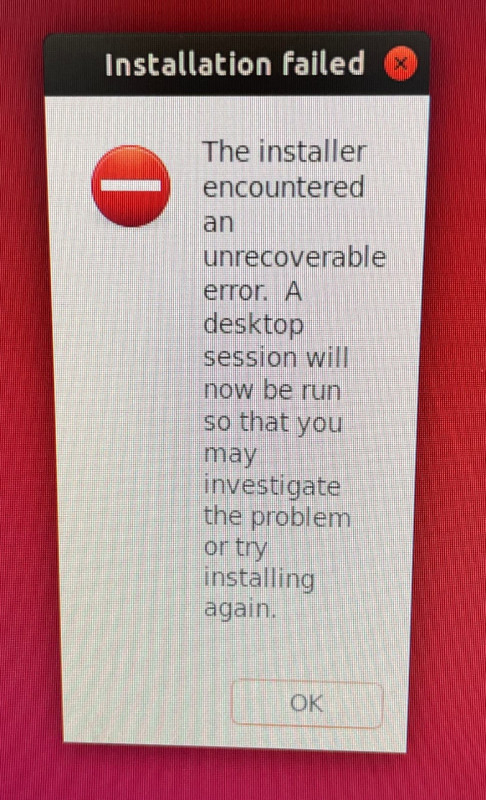 Installation failed
The installer
encountered
an
unrecoverable
error.  A
desktop
session will
now be run
so that you
may
investigate
the problem
or try
installing
again.
OK